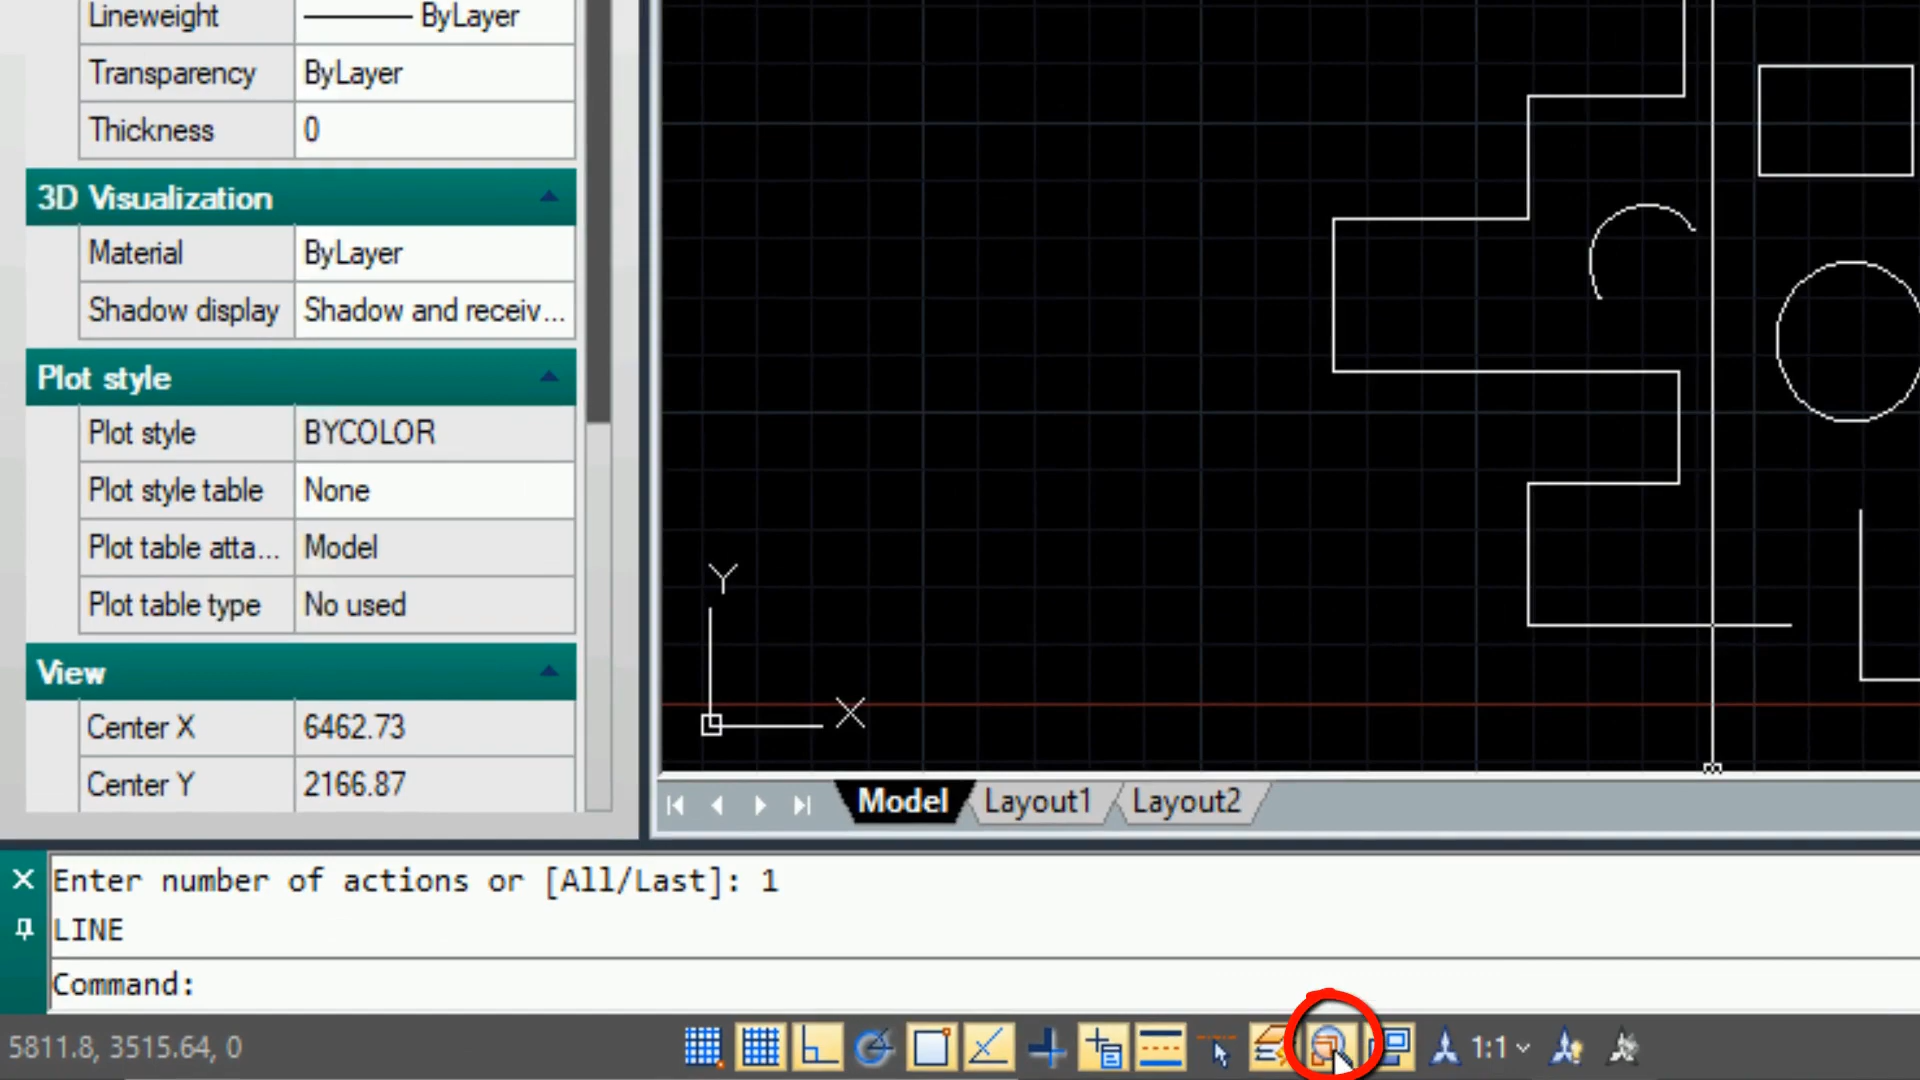 Lineweight ByLayer
Transparency ByLayer
Thickness 0
3D Visualization
Material ByLayer
Shadow display Shadow and receiv...
Plot style
Plot style BYCOLOR
Plot style table None
Plot table atta... Model
Plot table type No used
View
Center X 6462.73
Center Y 2166.87
Y
X
Model Layout1 Layout2
Enter number of actions or [All/Last]: 1
LINE
Command:
5811.8, 3515.64, 0
1:1